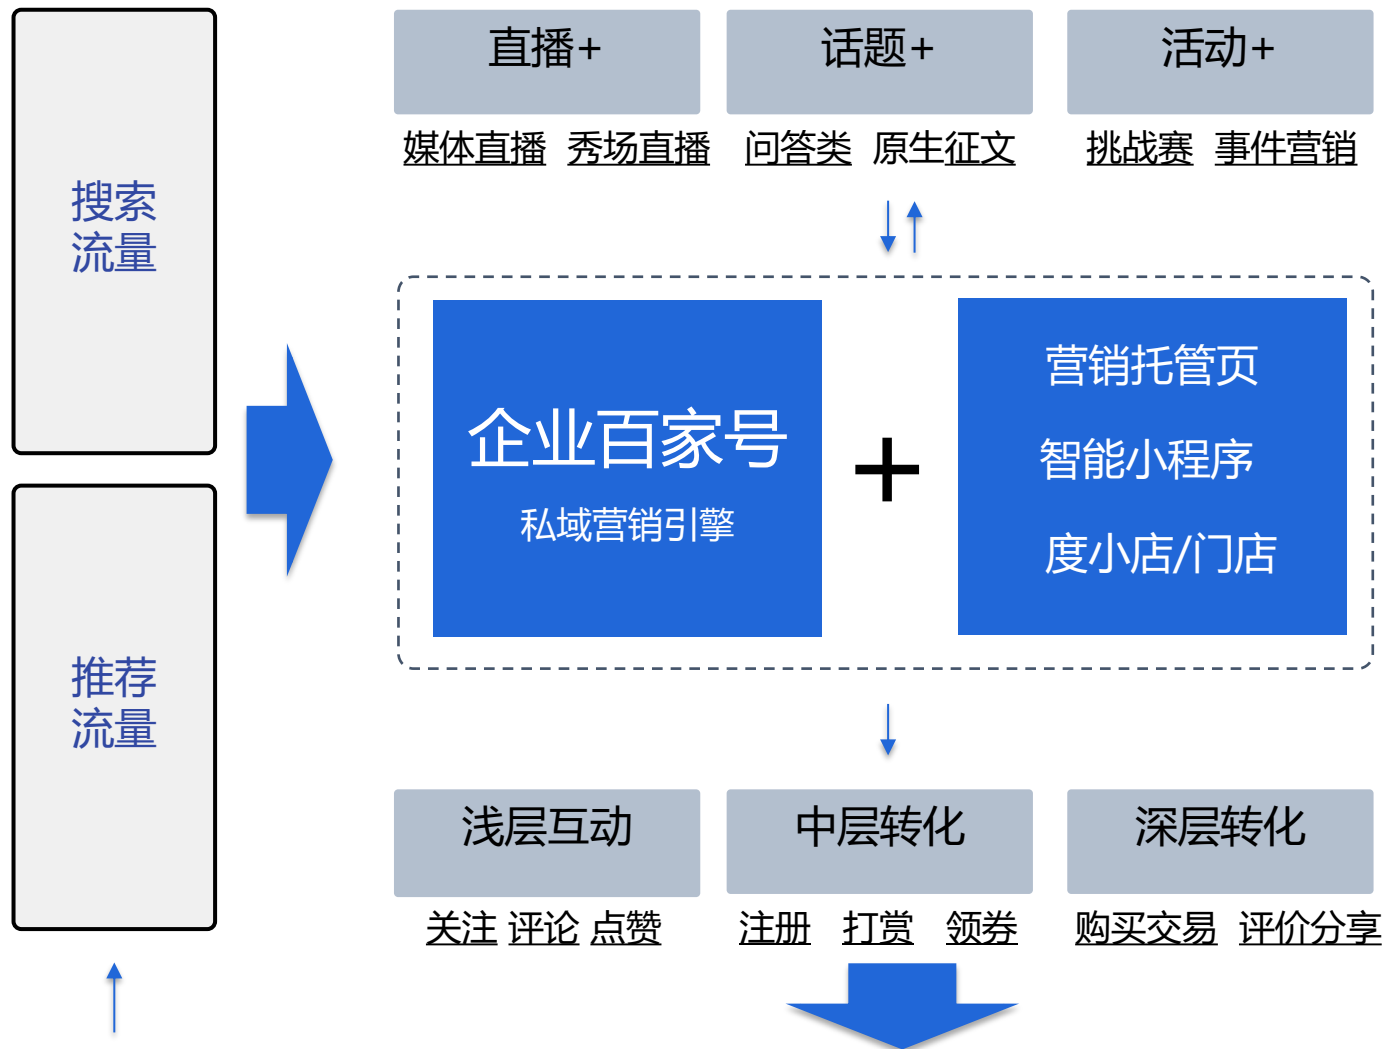 搜索
流量
推荐
流量
直播+
话题+
活动+
媒体直播 秀场直播
问答类 原生征文
挑战赛 事件营销
企业百家号
私域营销引擎
+
营销托管页
智能小程序
度小店/门店
浅层互动
中层转化
深层转化
关注 评论 点赞
注册 打赏 领券
购买交易 评价分享